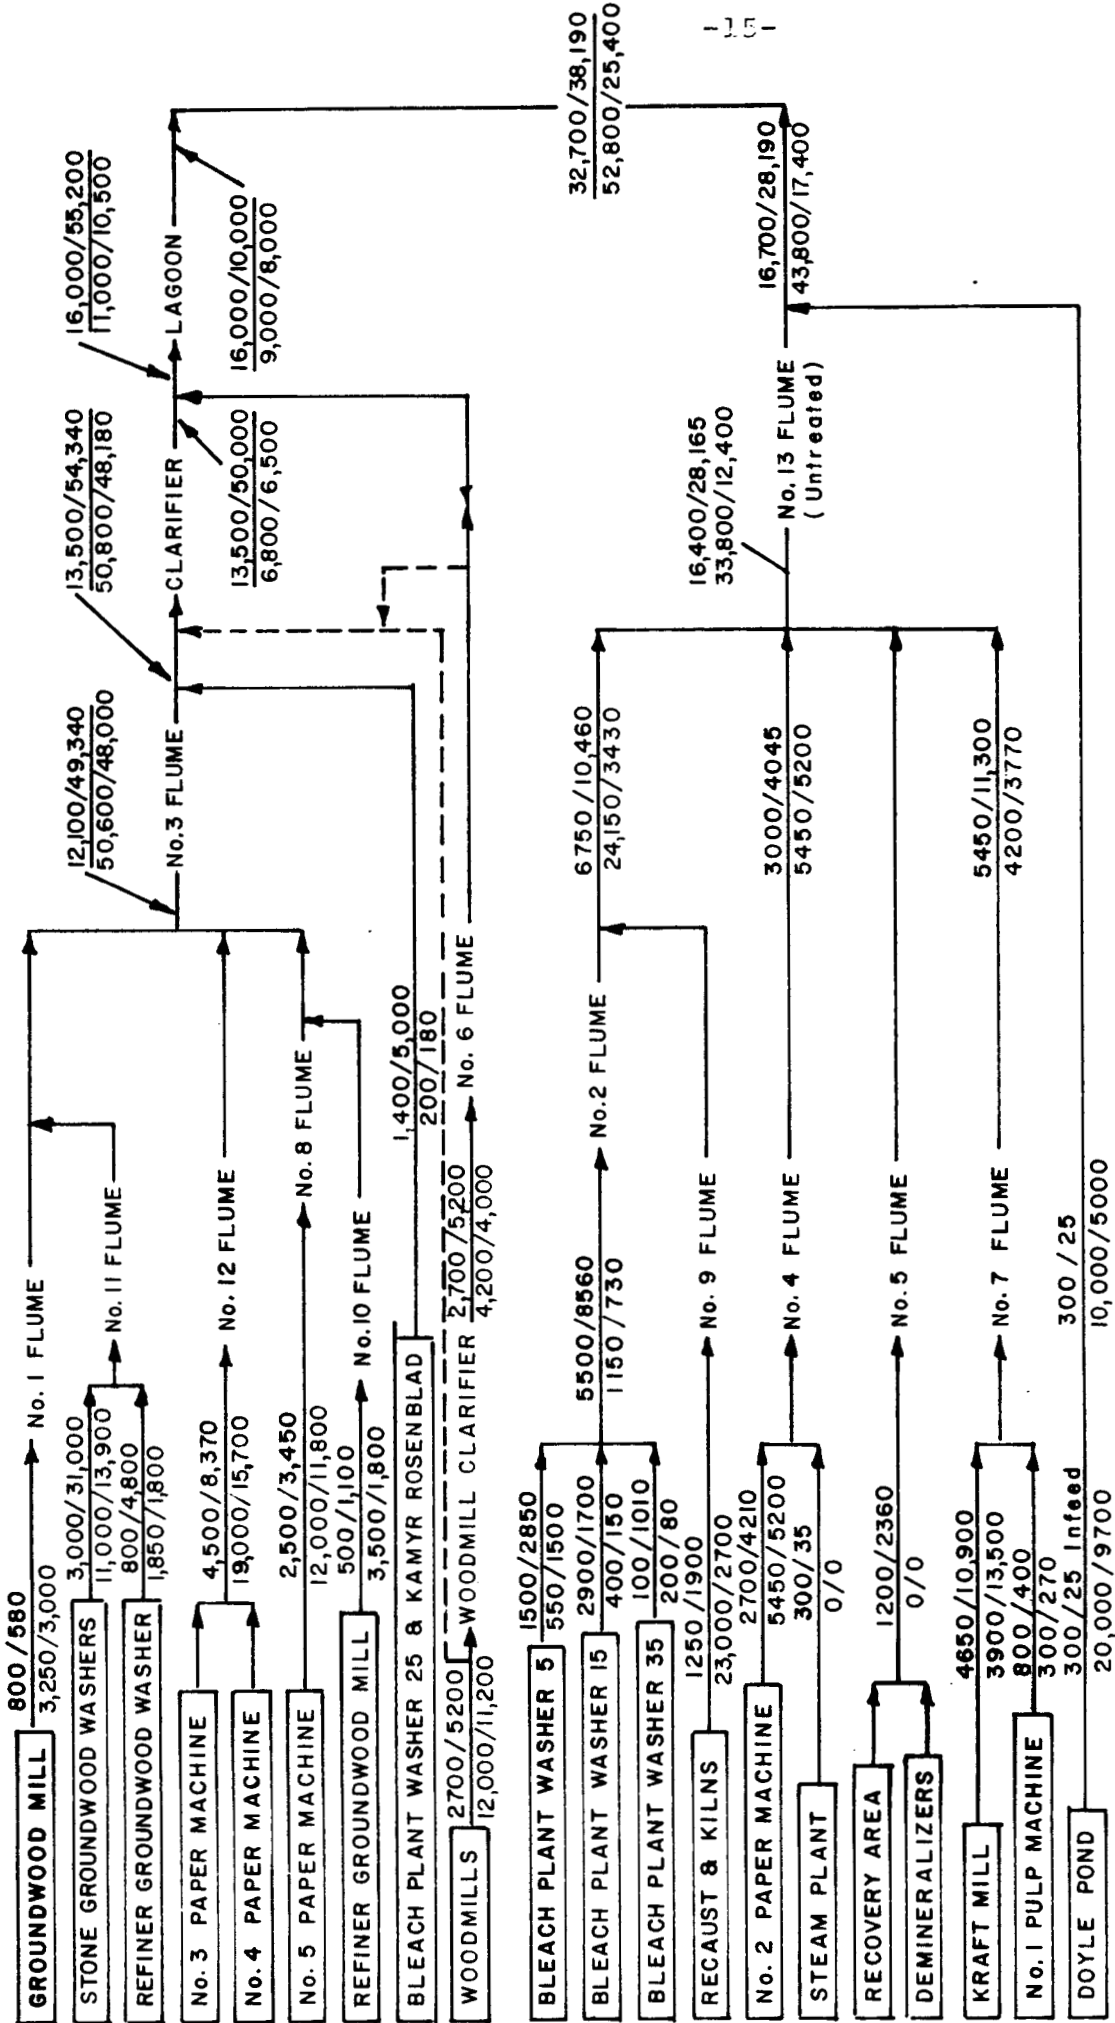 -15-
GROUNDWOOD MILL
800/580
3,250/3,000
No. 1 FLUME
STONE GROUNDWOOD WASHERS
3,000/31,000
11,000/13,900
No. 11 FLUME
REFINER GROUNDWOOD WASHER
800/4,800
1,850/1,800
No. 3 PAPER MACHINE
4,500/8,370
19,000/15,700
No. 12 FLUME
No. 4 PAPER MACHINE
No. 5 PAPER MACHINE
2,500/3,450
12,000/11,800
No. 8 FLUME
REFINER GROUNDWOOD MILL
500/1,100
3,500/1,800
No. 10 FLUME
12,100/49,340
50,600/48,000
No. 3 FLUME
13,500/54,340
50,800/48,180
CLARIFIER
13,500/50,000
6,800/6,500
16,000/55,200
11,000/10,500
LAGOON
16,000/10,000
9,000/8,000
BLEACH PLANT WASHER 25 & KAMYR ROSENBLAD
1,400/5,000
200/180
WOODMILLS
2700/5200
12,000/11,200
WOODMILL CLARIFIER
2,700/5,200
4,200/4,000
No. 6 FLUME
32,700/38,190
52,800/25,400
BLEACH PLANT WASHER 5
1500/2850
550/1500
BLEACH PLANT WASHER 15
2900/1700
400/150
BLEACH PLANT WASHER 35
100/1010
200/80
5500/8560
1150/730
No. 2 FLUME
6750/10,460
24,150/3430
RECAUST & KILNS
1250/1900
23,000/2700
No. 9 FLUME
No. 2 PAPER MACHINE
2700/4210
5450/5200
STEAM PLANT
300/35
0/0
No. 4 FLUME
3000/4045
5450/5200
RECOVERY AREA
1200/2360
0/0
DEMINERALIZERS
No. 5 FLUME
KRAFT MILL
4650/10,900
3900/13,500
No. 1 PULP MACHINE
800/400
300/270
No. 7 FLUME
5450/11,300
4200/3770
16,400/28,165
33,800/12,400
No. 13 FLUME
(Untreated)
16,700/28,190
43,800/17,400
DOYLE POND
300/25 Infeed
20,000/9700
300/25
10,000/5000